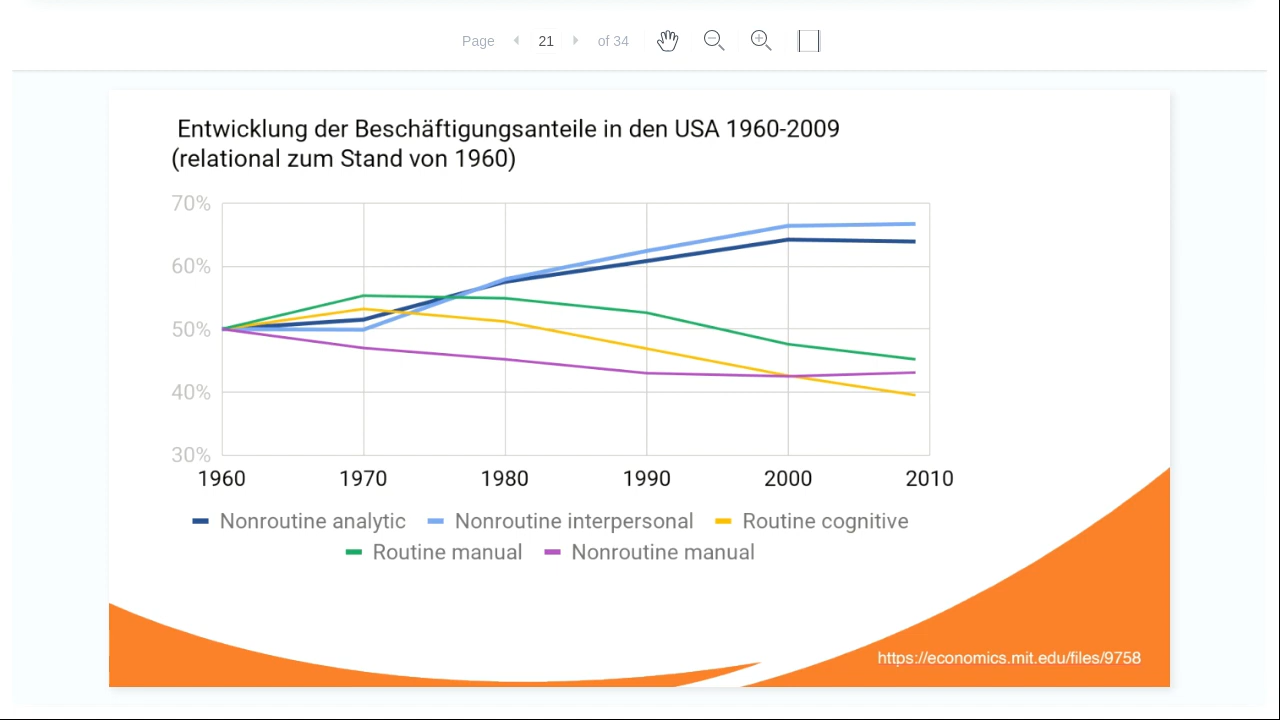 Page 21 of 34
Entwicklung der Beschäftigungsanteile in den USA 1960-2009
(relational zum Stand von 1960)
70%
60%
50%
40%
30%
1960 1970 1980 1990 2000 2010
Nonroutine analytic Nonroutine interpersonal Routine cognitive
Routine manual Nonroutine manual
https://economics.mit.edu/files/9758